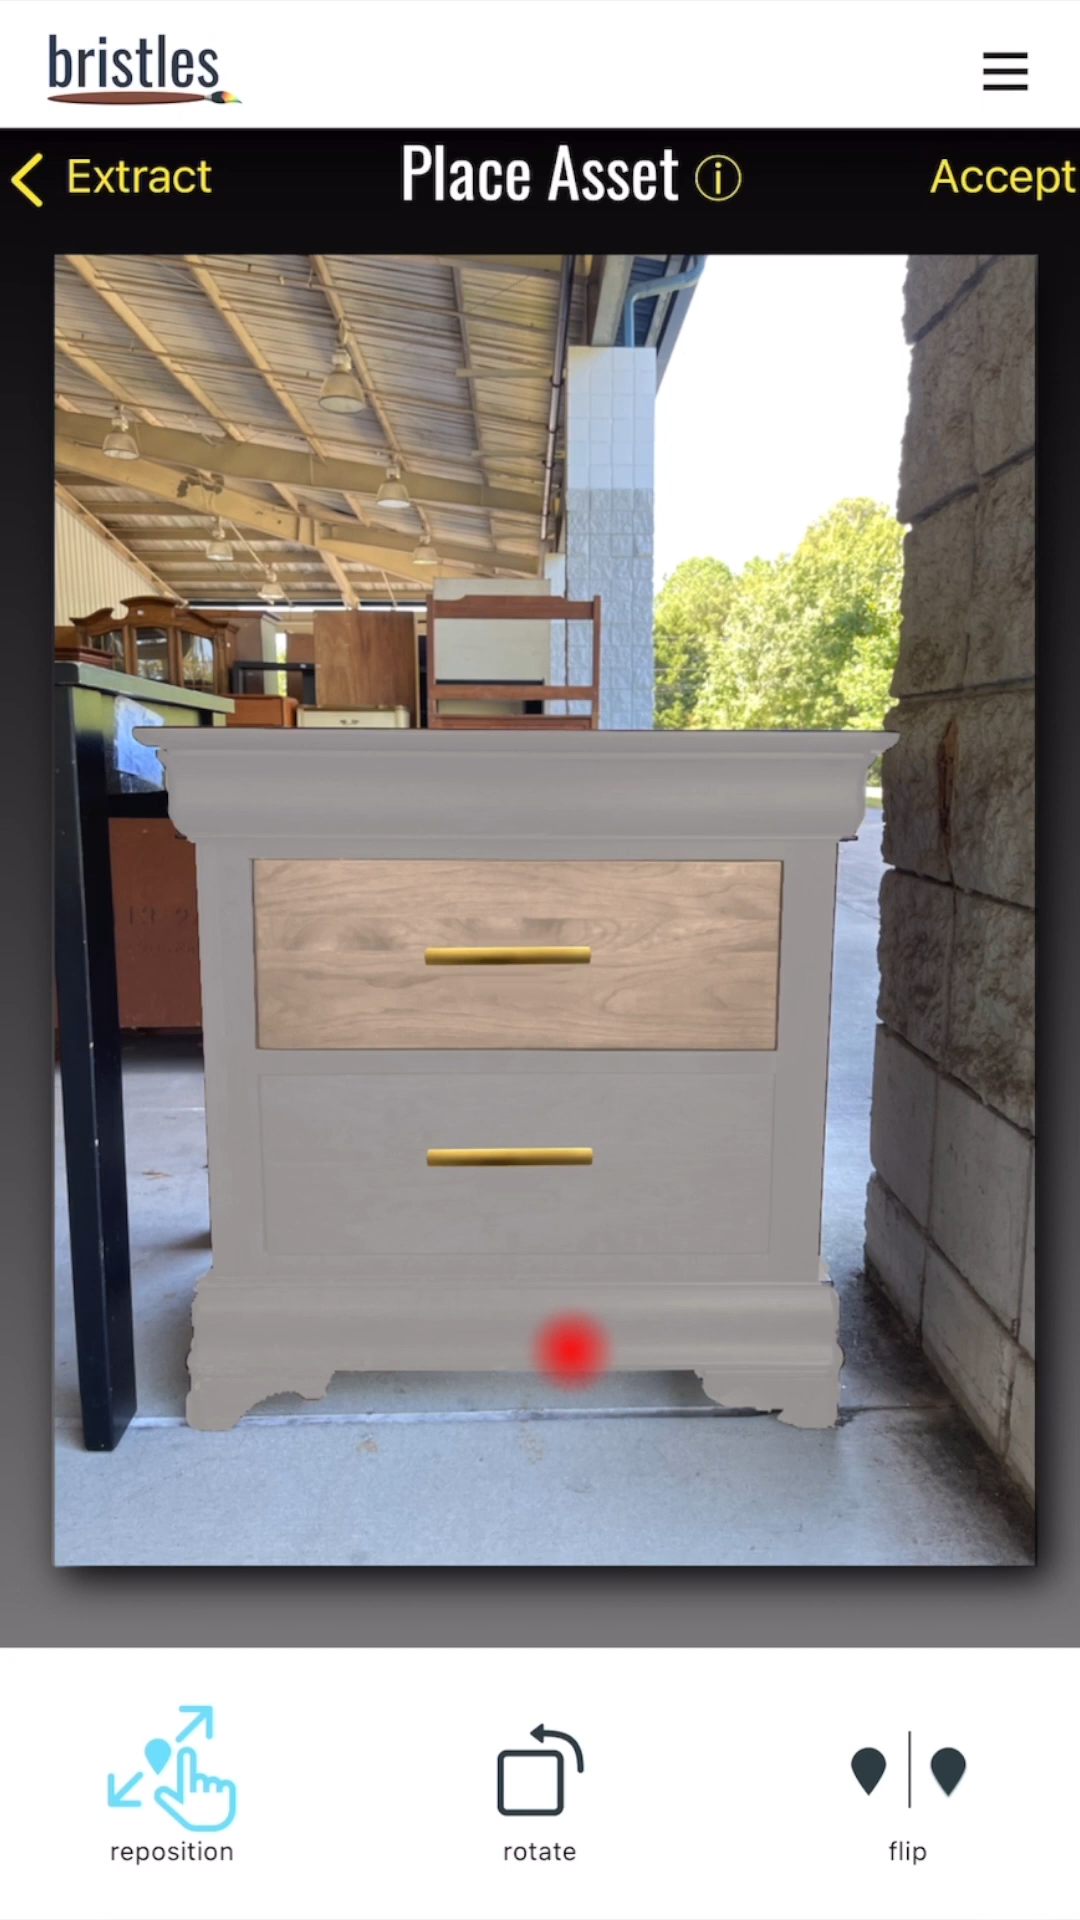 bristles
Extract
Place Asset
Accept
reposition
rotate
flip